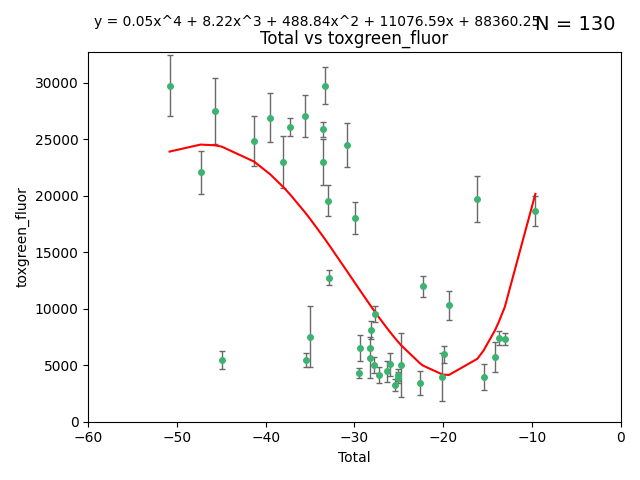 y = 0.05x^4 + 8.22x^3 + 488.84x^2 + 11076.59x + 88360.25
N = 130
Total vs toxgreen_fluor
30000
25000
20000
15000
10000
5000
0
toxgreen_fluor
−60
−50
−40
−30
−20
−10
0
Total